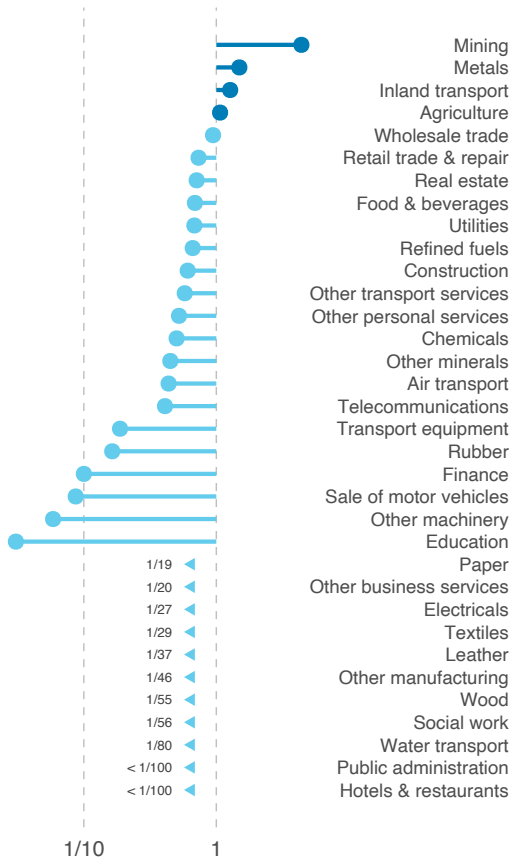 Mining
Metals
Inland transport
Agriculture
Wholesale trade
Retail trade & repair
Real estate
Food & beverages
Utilities
Refined fuels
Construction
Other transport services
Other personal services
Chemicals
Other minerals
Air transport
Telecommunications
Transport equipment
Rubber
Finance
Sale of motor vehicles
Other machinery
Education
1/19 Paper
1/20 Other business services
1/27 Electricals
1/29 Textiles
1/37 Leather
1/46 Other manufacturing
1/55 Wood
1/56 Social work
1/80 Water transport
< 1/100 Public administration
< 1/100 Hotels & restaurants
1/10 1